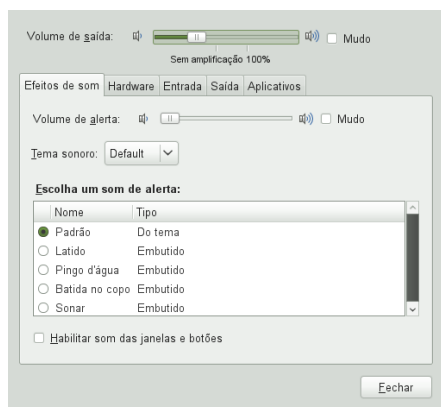 Volume de saída: Mudo
Sem amplificação 100%
Efeitos de som Hardware Entrada Saída Aplicativos
Volume de alerta: Mudo
Tema sonoro: Default
Escolha um som de alerta:
Nome Tipo
Padrão Do tema
Latido Embutido
Pingo d'água Embutido
Batida no copo Embutido
Sonar Embutido
Habilitar som das janelas e botões
Fechar